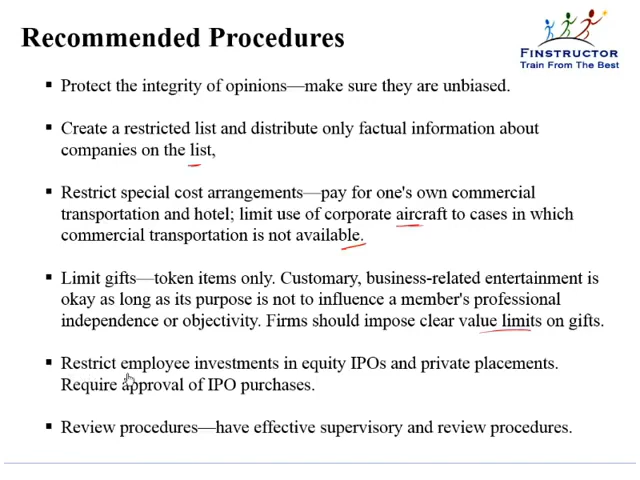 Recommended Procedures
FINSTRUCTOR
Train From The Best
▪ Protect the integrity of opinions—make sure they are unbiased.
▪ Create a restricted list and distribute only factual information about
companies on the list,
▪ Restrict special cost arrangements—pay for one's own commercial
transportation and hotel; limit use of corporate aircraft to cases in which
commercial transportation is not available.
▪ Limit gifts—token items only. Customary, business-related entertainment is
okay as long as its purpose is not to influence a member's professional
independence or objectivity. Firms should impose clear value limits on gifts.
▪ Restrict employee investments in equity IPOs and private placements.
Require approval of IPO purchases.
▪ Review procedures—have effective supervisory and review procedures.